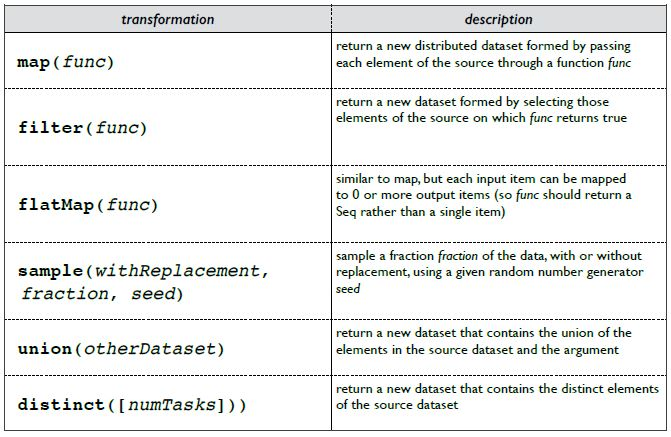 transformation description
map(func)
return a new distributed dataset formed by passing
each element of the source through a function func
filter(func)
return a new dataset formed by selecting those
elements of the source on which func returns true
flatMap(func)
similar to map, but each input item can be mapped
to 0 or more output items (so func should return a
Seq rather than a single item)
sample(withReplacement,
fraction, seed)
sample a fraction fraction of the data, with or without
replacement, using a given random number generator
seed
union(otherDataset)
return a new dataset that contains the union of the
elements in the source dataset and the argument
distinct([numTasks]))
return a new dataset that contains the distinct elements
of the source dataset